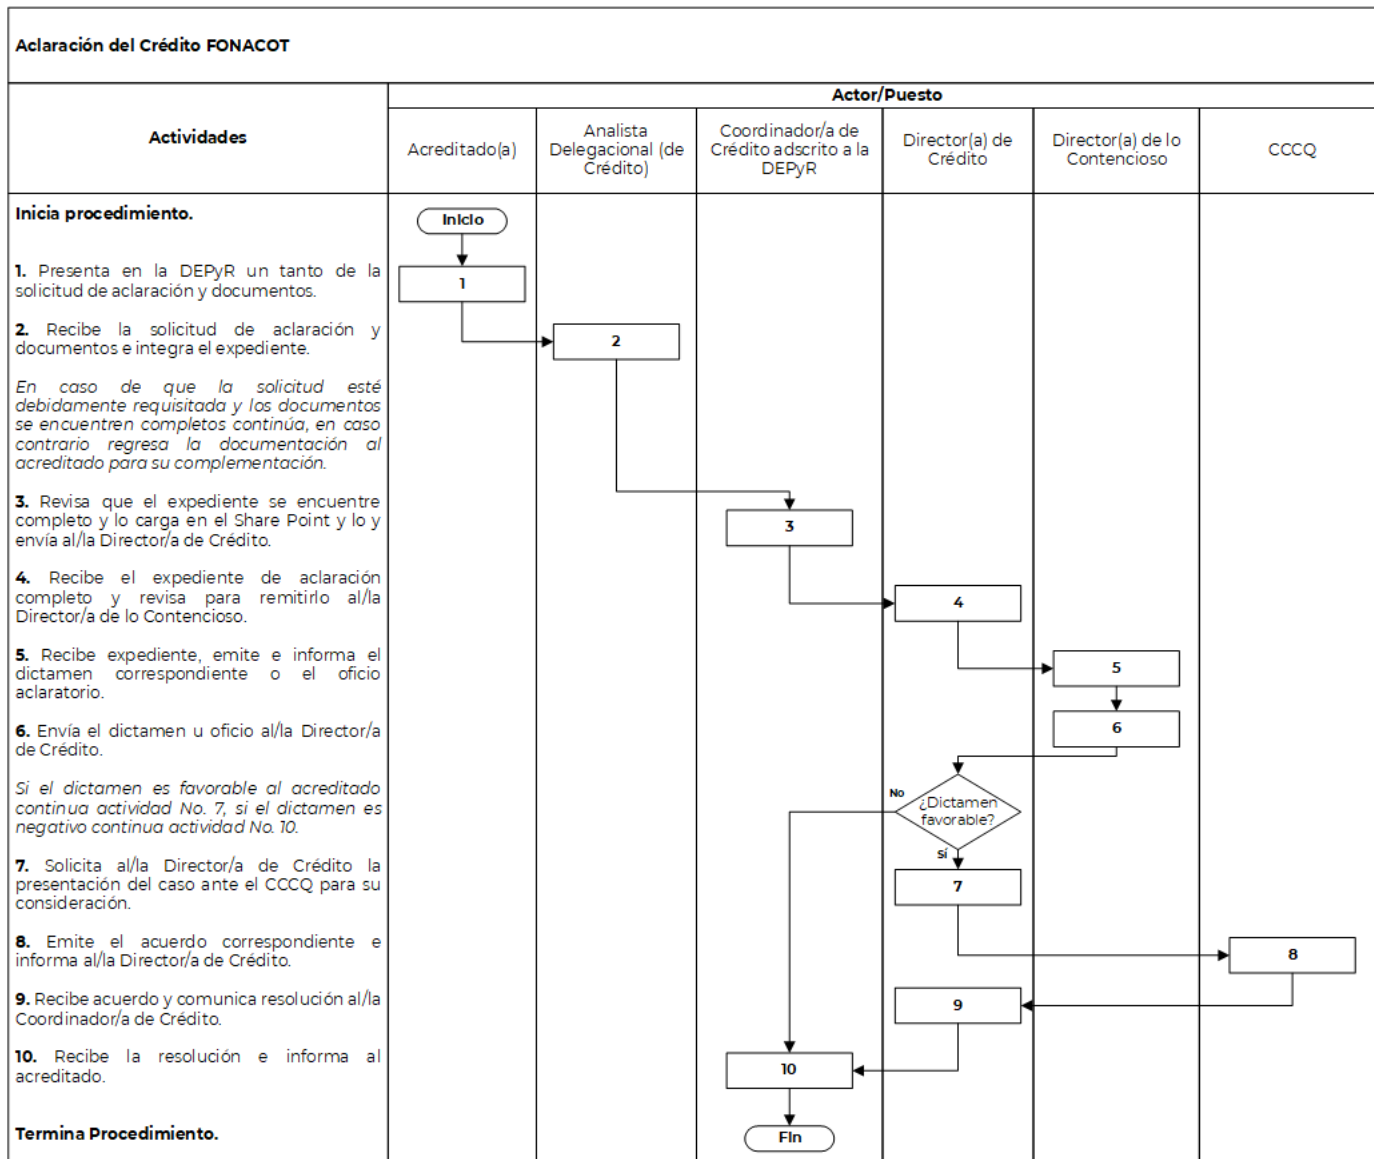 Aclaración del Crédito FONACOT
Actividades
Actor/Puesto
Acreditado(a)
Analista
Delegacional (de
Crédito)
Coordinador/a de
Crédito adscrito a la
DEPyR
Director(a) de
Crédito
Director(a) de lo
Contencioso
CCCQ
Inicia procedimiento.
1. Presenta en la DEPyR un tanto de la
solicitud de aclaración y documentos.
2. Recibe la solicitud de aclaración y
documentos e integra el expediente.
En caso de que la solicitud esté
debidamente requisitada y los documentos
se encuentren completos continúa, en caso
contrario regresa la documentación al
acreditado para su complementación.
3. Revisa que el expediente se encuentre
completo y lo carga en el Share Point y lo y
envía al/la Director/a de Crédito.
4. Recibe el expediente de aclaración
completo y revisa para remitirlo al/la
Director/a de lo Contencioso.
5. Recibe expediente, emite e informa el
dictamen correspondiente o el oficio
aclaratorio.
6. Envía el dictamen u oficio al/la Director/a
de Crédito.
Si el dictamen es favorable al acreditado
continua actividad No. 7, si el dictamen es
negativo continua actividad No. 10.
7. Solicita al/la Director/a de Crédito la
presentación del caso ante el CCCQ para su
consideración.
8. Emite el acuerdo correspondiente e
informa al/la Director/a de Crédito.
9. Recibe acuerdo y comunica resolución al/la
Coordinador/a de Crédito.
10. Recibe la resolución e informa al
acreditado.
Termina Procedimiento.
Inicio
1
2
3
4
5
6
¿Dictamen
favorable?
No
Sí
7
8
9
10
Fin